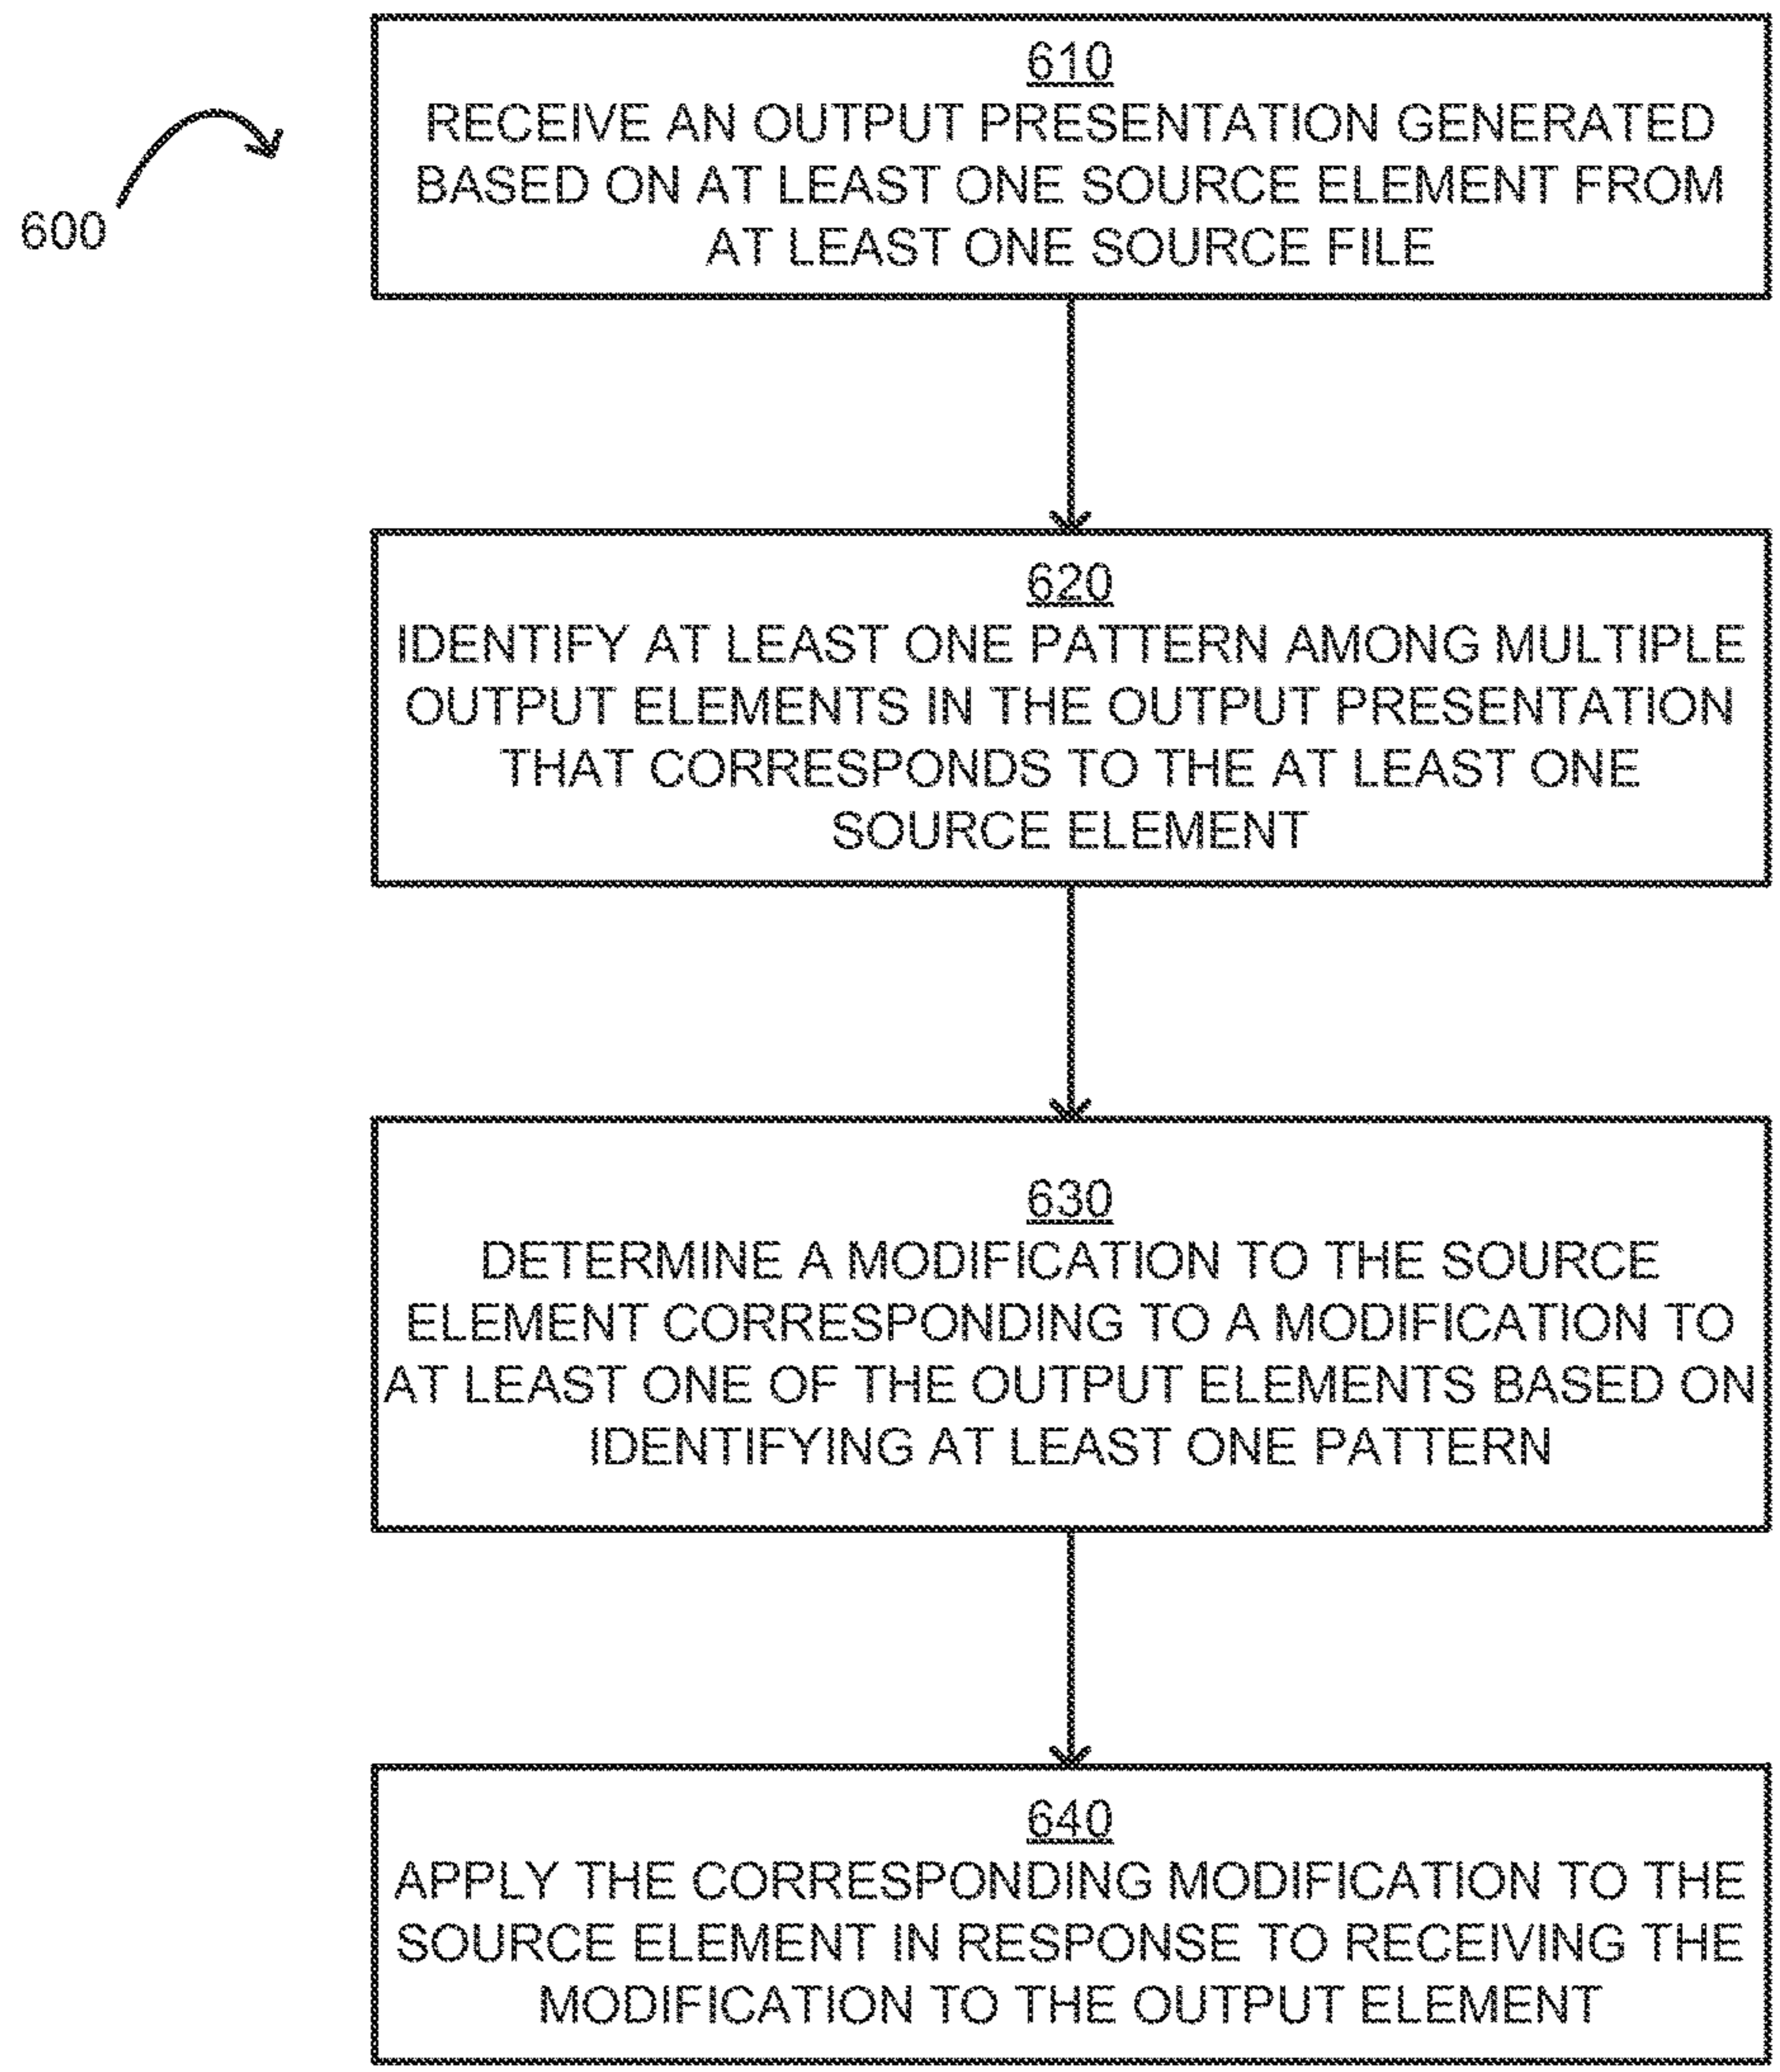 610
RECEIVE AN OUTPUT PRESENTATION GENERATED
BASED ON AT LEAST ONE SOURCE ELEMENT FROM
AT LEAST ONE SOURCE FILE
600
620
IDENTIFY AT LEAST ONE PATTERN AMONG MULTIPLE
OUTPUT ELEMENTS IN THE OUTPUT PRESENTATION
THAT CORRESPONDS TO THE AT LEAST ONE
SOURCE ELEMENT
630
DETERMINE A MODIFICATION TO THE SOURCE
ELEMENT CORRESPONDING TO A MODIFICATION TO
AT LEAST ONE OF THE OUTPUT ELEMENTS BASED ON
IDENTIFYING AT LEAST ONE PATTERN
640
APPLY THE CORRESPONDING MODIFICATION TO THE
SOURCE ELEMENT IN RESPONSE TO RECEIVING THE
MODIFICATION TO THE OUTPUT ELEMENT